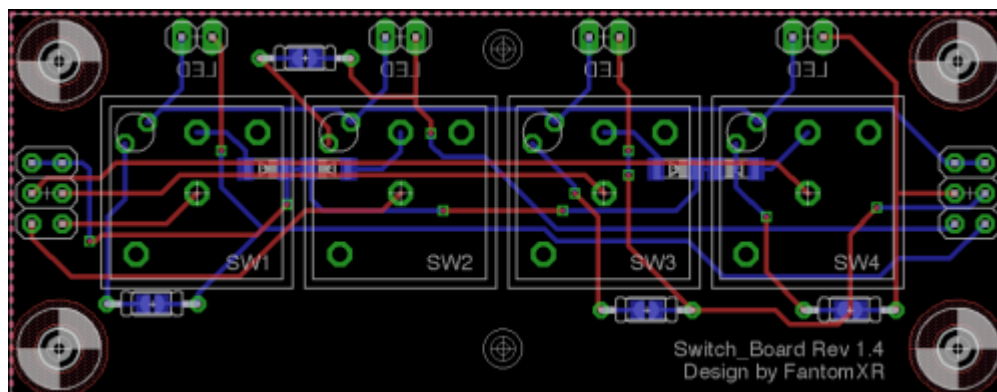 LED
LED
LED
LED
SW1
SW2
SW3
SW4
Switch_Board Rev 1.4
Design by FantomXR